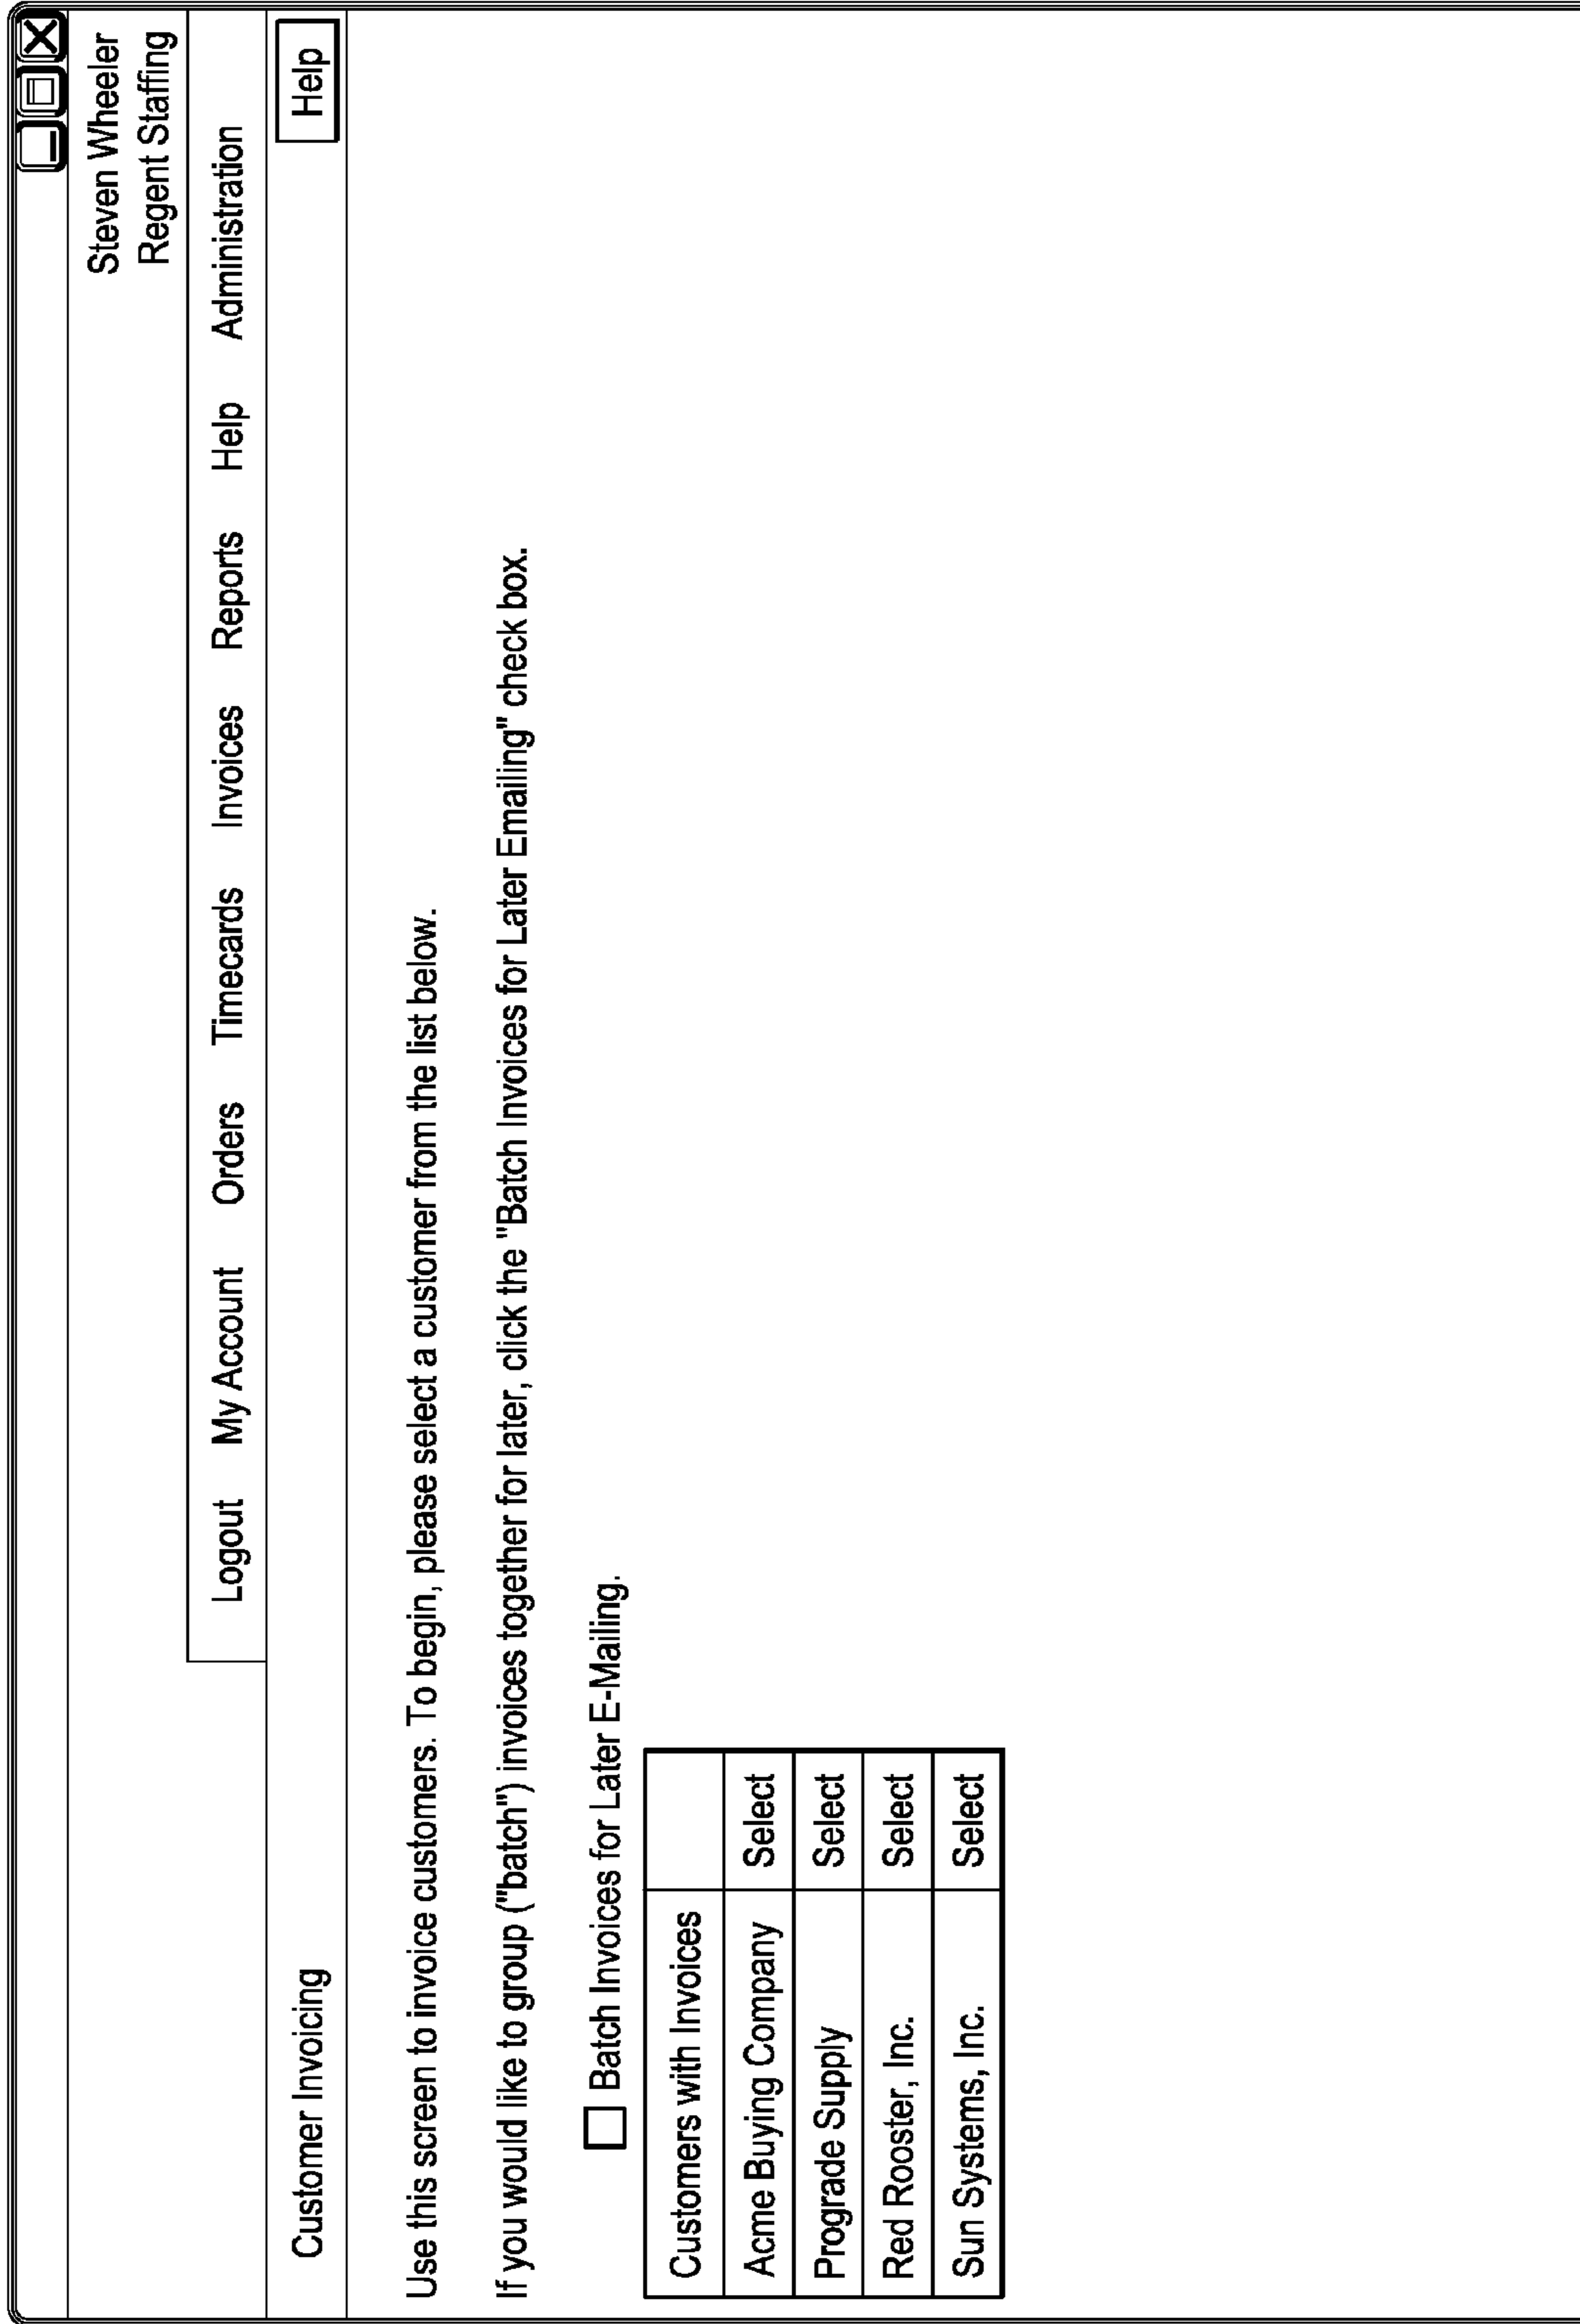 Steven Wheeler
Regent Staffing
Logout My Account Orders Timecards Invoices Reports Help Administration
Customer Invoicing Help
Use this screen to invoice customers. To begin, please select a customer from the list below.
If you would like to group ("batch") invoices together for later, click the "Batch Invoices for Later Emailing" check box.
Batch Invoices for Later E-Mailing.
Customers with Invoices
Acme Buying Company Select
Prograde Supply Select
Red Rooster, Inc. Select
Sun Systems, Inc. Select